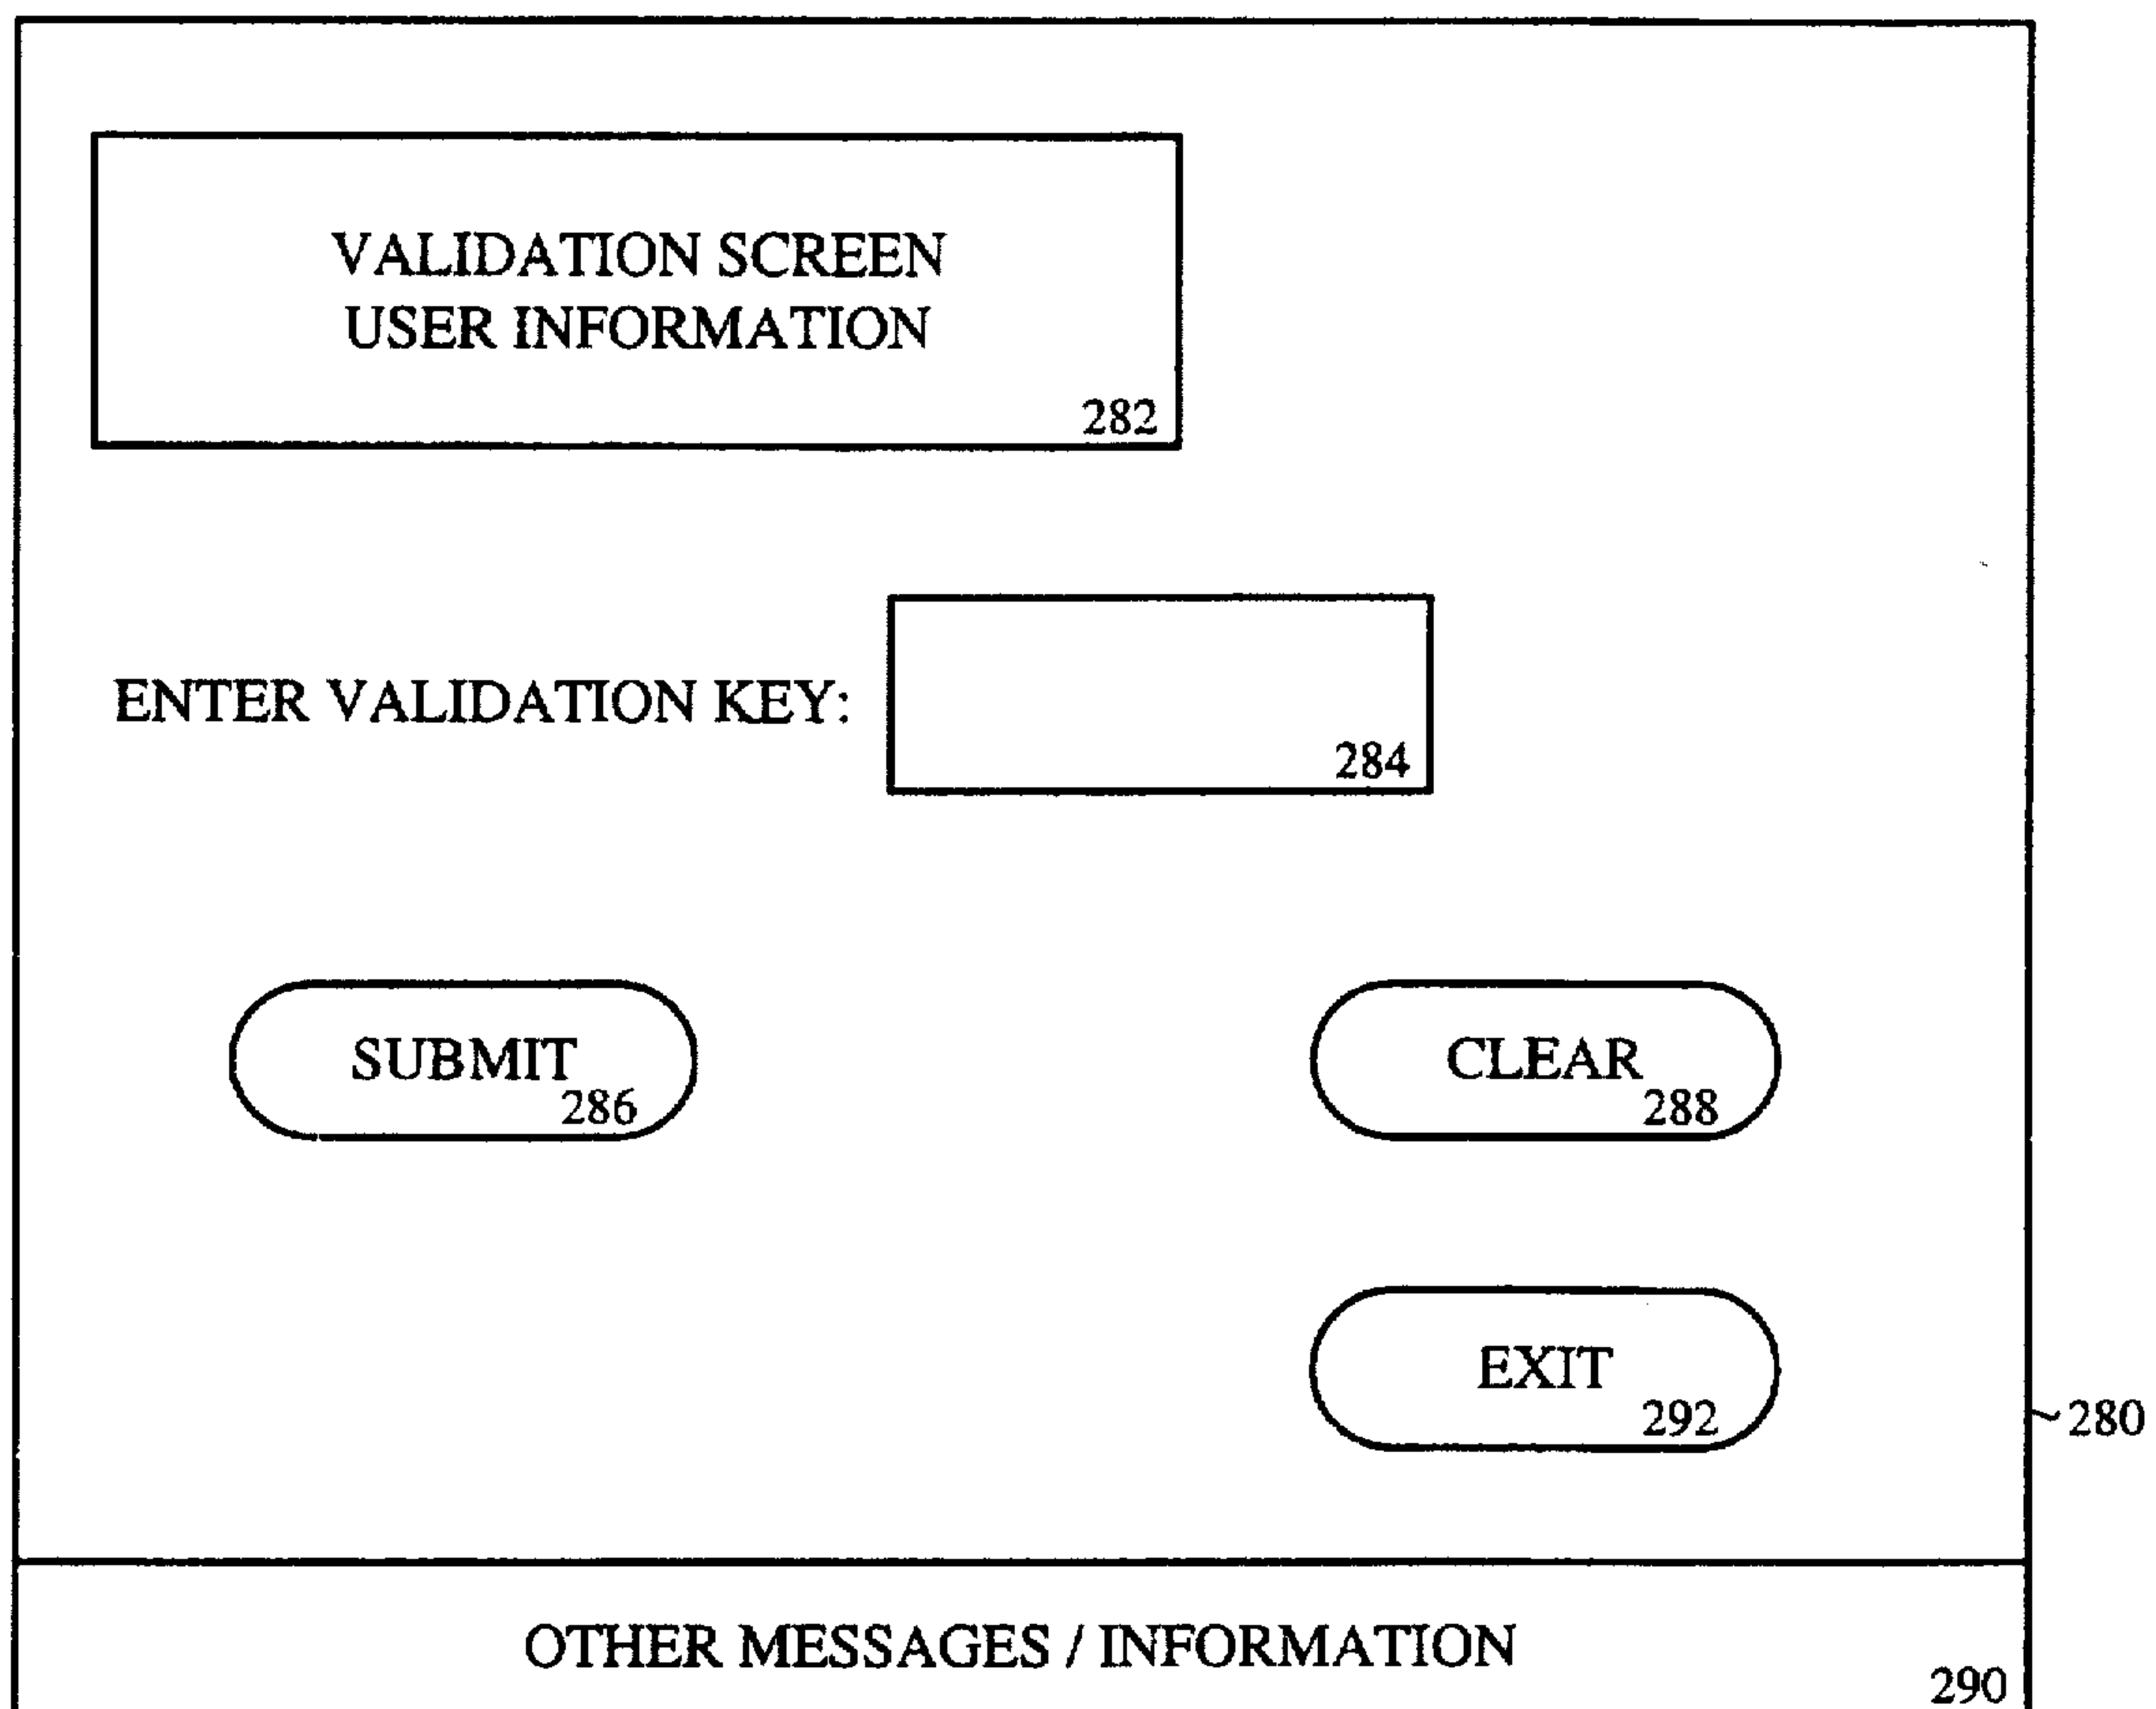 VALIDATION SCREEN
USER INFORMATION
282
ENTER VALIDATION KEY:
284
SUBMIT
286
CLEAR
288
EXIT
292
280
OTHER MESSAGES / INFORMATION
290